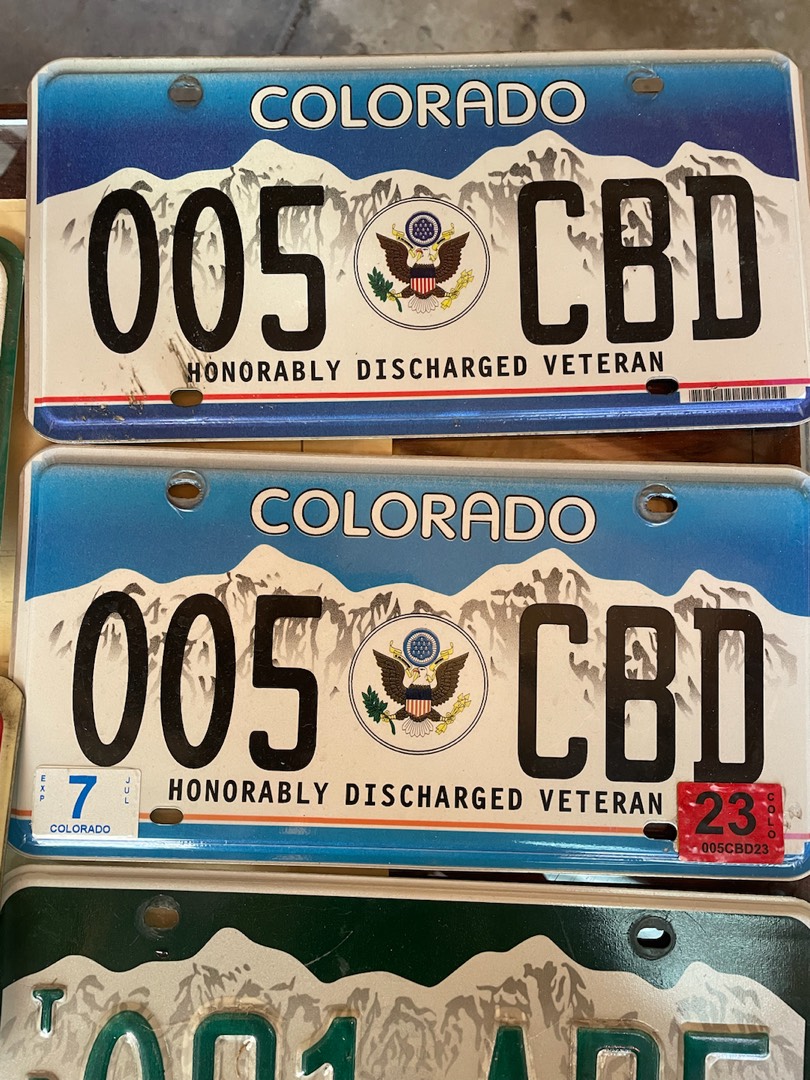 COLORADO
005 CBD
HONORABLY DISCHARGED VETERAN
COLORADO
005 CBD
HONORABLY DISCHARGED VETERAN
EXP 7 JUL
COLORADO
23 COLO
005CBD23
T